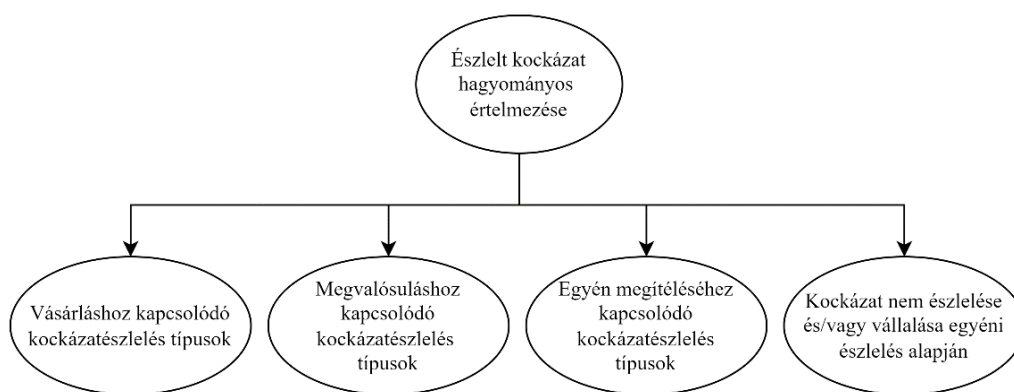 Észlelt kockázat
hagyományos
értelmezése
Vásárláshoz kapcsolódó
kockázatészlelés típusok
Megvalósuláshoz
kapcsolódó
kockázatészlelés
típusok
Egyén megítéléséhez
kapcsolódó
kockázatészlelés
típusok
Kockázat nem észlelése
és/vagy vállalása egyéni
észlelés alapján